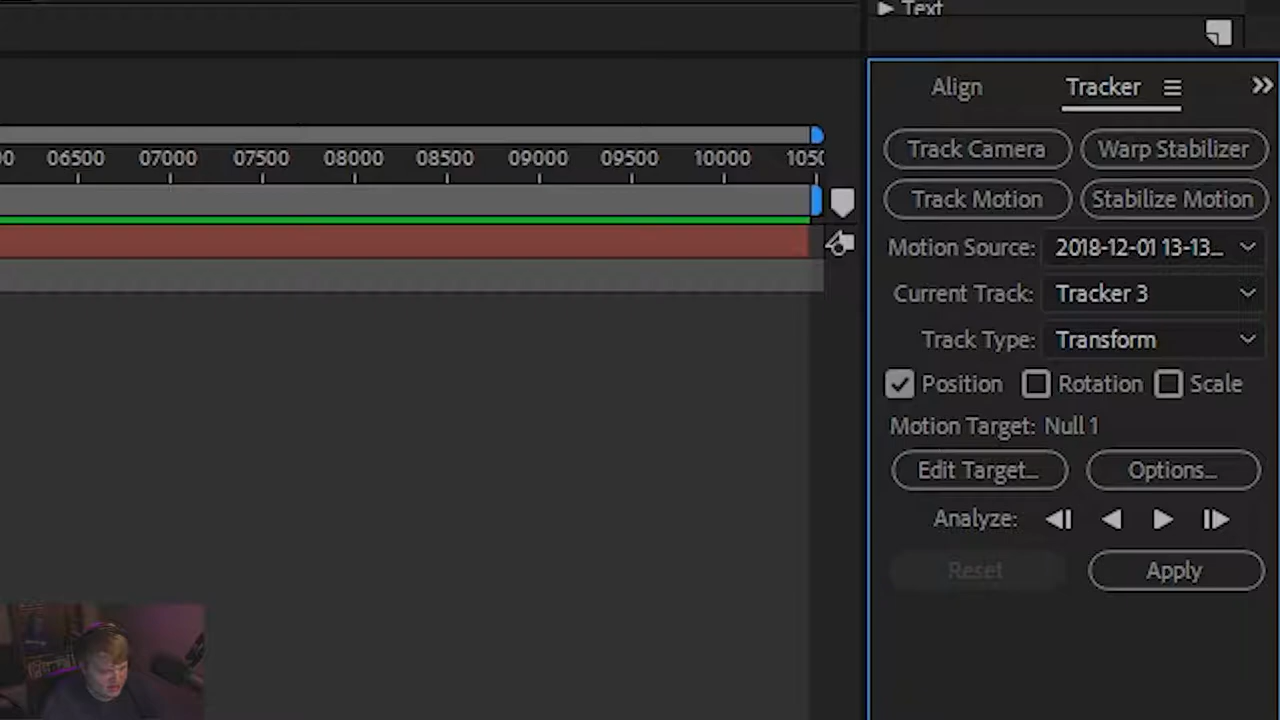 Text
Align Tracker
00 06500 07000 07500 08000 08500 09000 09500 10000 1050
Track Camera Warp Stabilizer
Track Motion Stabilize Motion
Motion Source: 2018-12-01 13-13...
Current Track: Tracker 3
Track Type: Transform
Position Rotation Scale
Motion Target: Null 1
Edit Target... Options...
Analyze:
Reset Apply